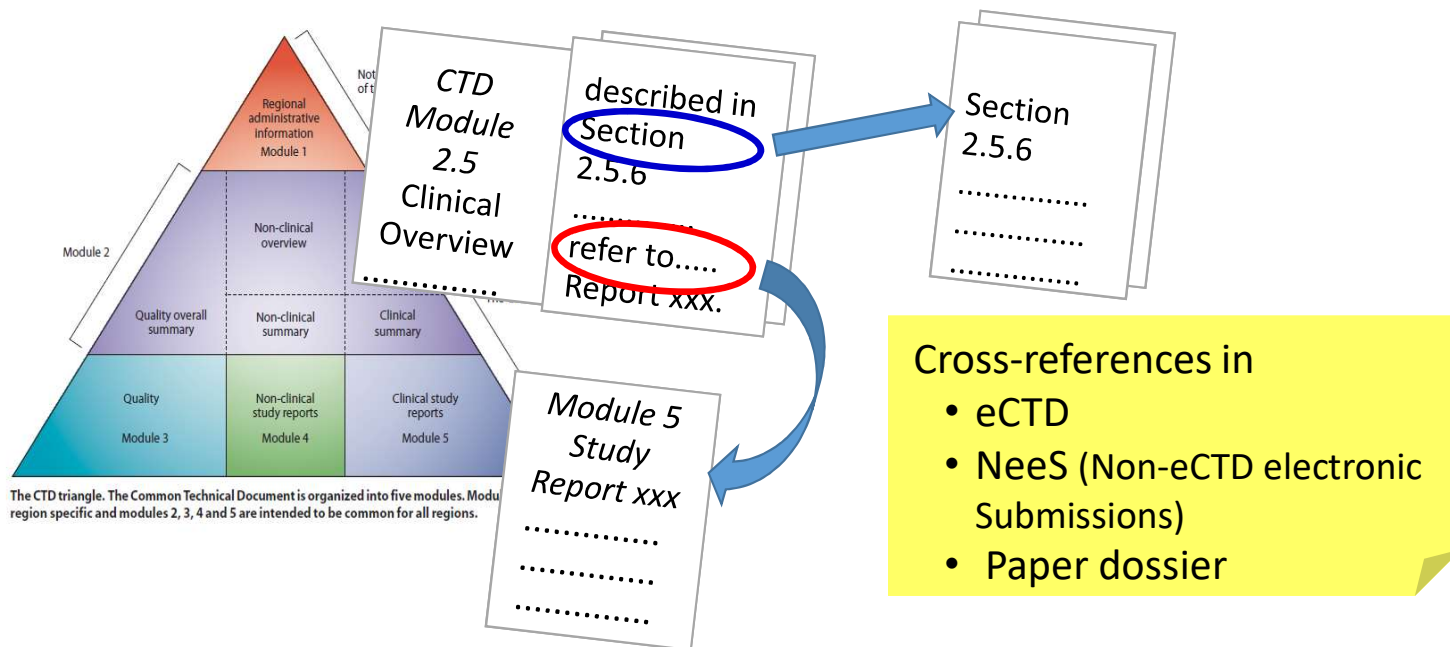 Not
of t
Regional
administrative
information
Module 1
Module 2
Non-clinical
overview
Quality overall
summary
Non-clinical
summary
Clinical
summary
Quality
Module 3
Non-clinical
study reports
Module 4
Clinical study
reports
Module 5
The CTD triangle. The Common Technical Document is organized into five modules. Modu
region specific and modules 2, 3, 4 and 5 are intended to be common for all regions.
CTD
Module
2.5
Clinical
Overview
..............
described in
Section
2.5.6
..............
refer to.....
Report xxx.
Section
2.5.6
..............
..............
..............
Module 5
Study
Report xxx
..............
..............
..............
Cross-references in
• eCTD
• NeeS (Non-eCTD electronic
Submissions)
• Paper dossier